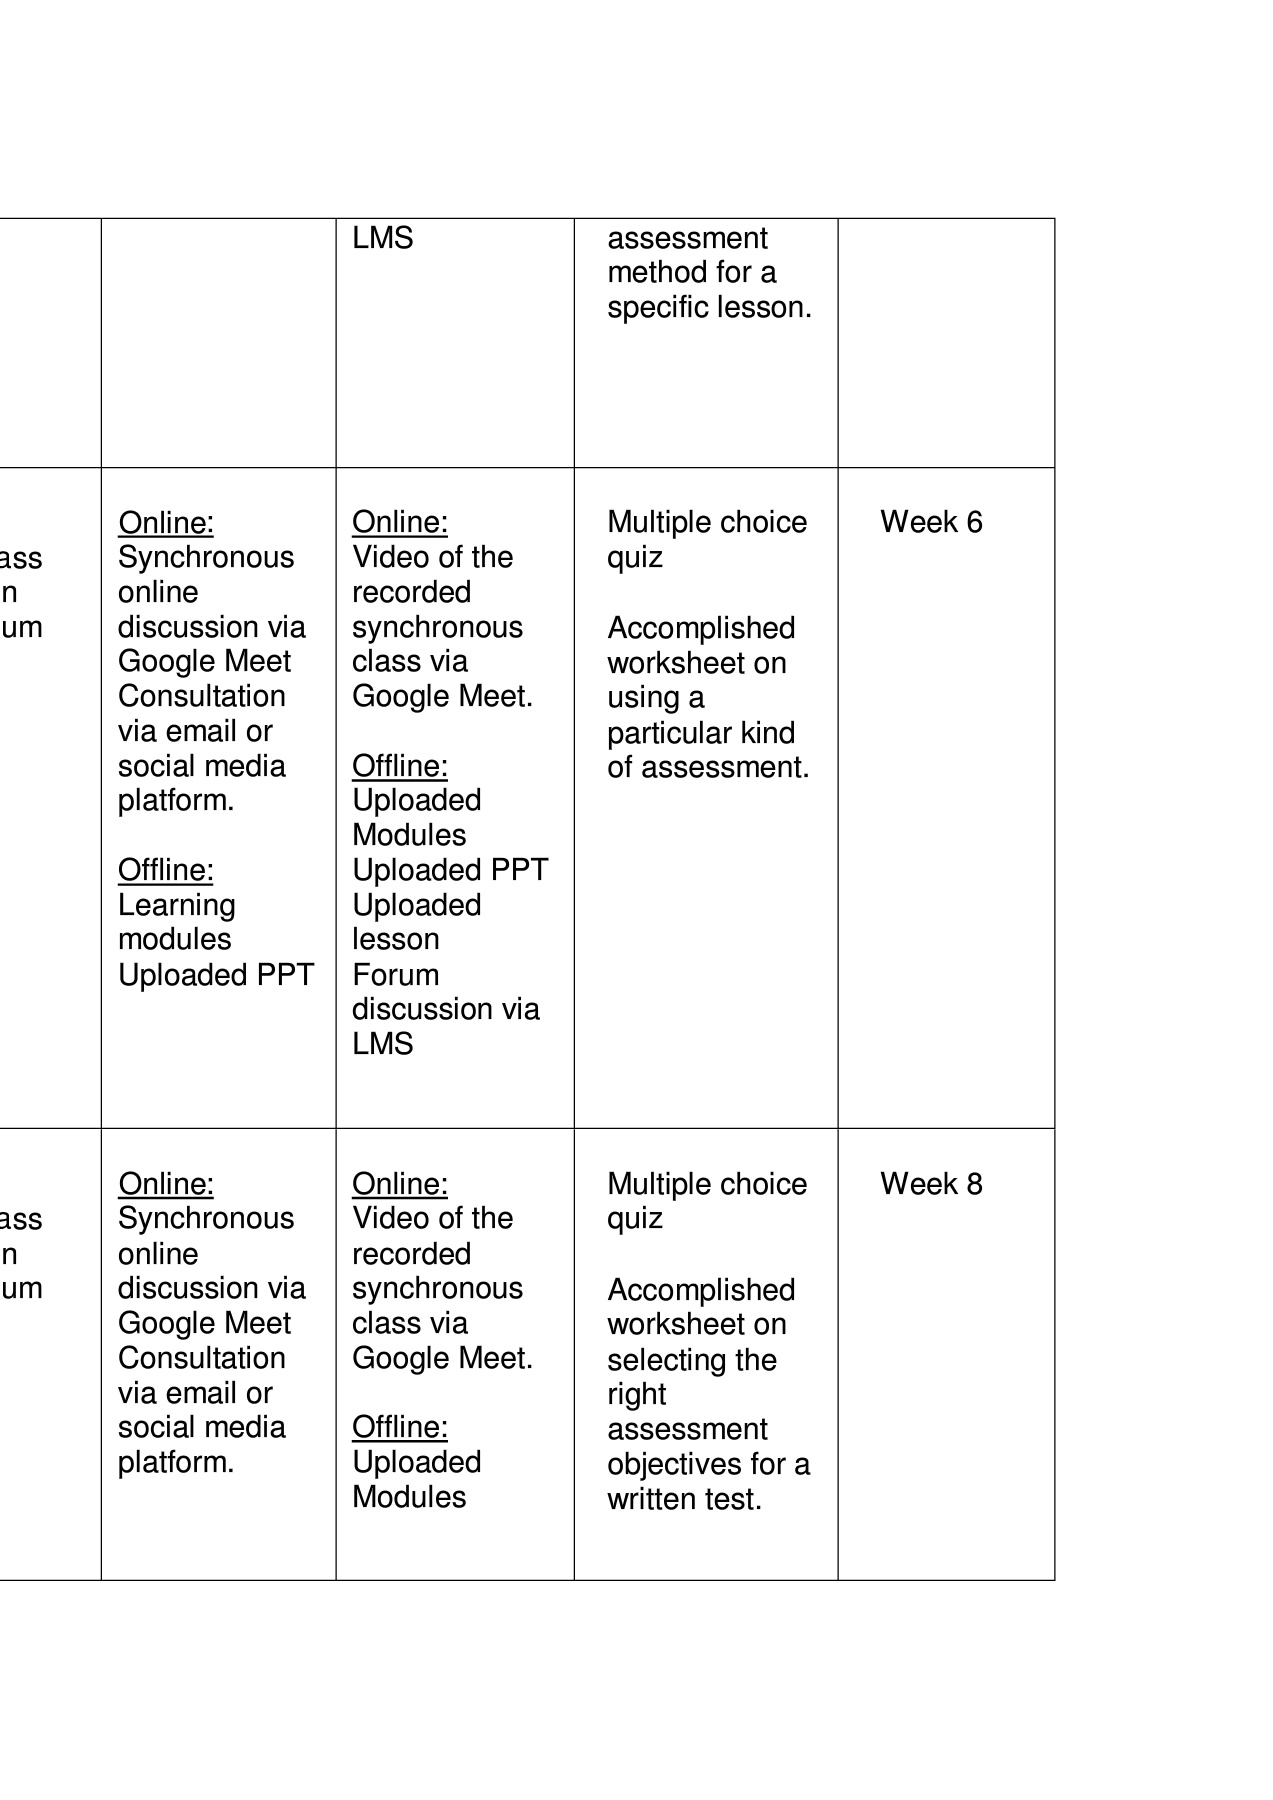 LMS
assessment
method for a
specific lesson.
ass
n
um
Online:
Synchronous
online
discussion via
Google Meet
Consultation
via email or
social media
platform.
Offline:
Learning
modules
Uploaded PPT
Online:
Video of the
recorded
synchronous
class via
Google Meet.
Offline:
Uploaded
Modules
Uploaded PPT
Uploaded
lesson
Forum
discussion via
LMS
Multiple choice
quiz
Accomplished
worksheet on
using a
particular kind
of assessment.
Week 6
ass
n
um
Online:
Synchronous
online
discussion via
Google Meet
Consultation
via email or
social media
platform.
Online:
Video of the
recorded
synchronous
class via
Google Meet.
Offline:
Uploaded
Modules
Multiple choice
quiz
Accomplished
worksheet on
selecting the
right
assessment
objectives for a
written test.
Week 8